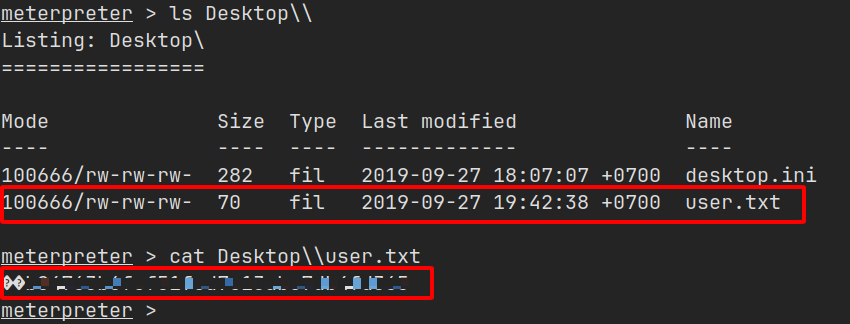 meterpreter > ls Desktop\\
Listing: Desktop\
=================
Mode Size Type Last modified Name
---- ---- ---- ------------- ----
100666/rw-rw-rw- 282 fil 2019-09-27 18:07:07 +0700 desktop.ini
100666/rw-rw-rw- 70 fil 2019-09-27 19:42:38 +0700 user.txt
meterpreter > cat Desktop\\user.txt
meterpreter >